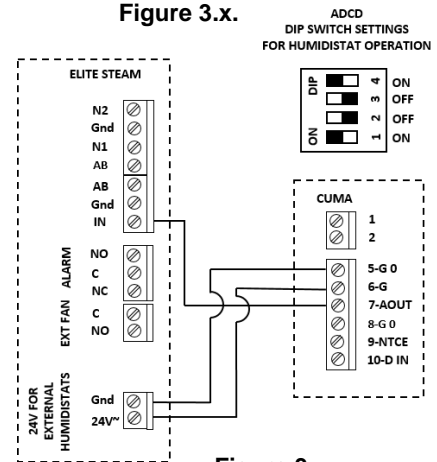 Figure 3.x.
ADCD
DIP SWITCH SETTINGS
FOR HUMIDISTAT OPERATION
DIP
ON
4 ON
3 OFF
2 OFF
1 ON
ELITE STEAM
N2
Gnd
N1
AB
AB
Gnd
IN
ALARM
NO
C
NC
EXT FAN
C
NO
24V FOR
EXTERNAL
HUMIDISTATS
Gnd
24V~
CUMA
1
2
5-G 0
6-G
7-AOUT
8-G 0
9-NTCE
10-D IN